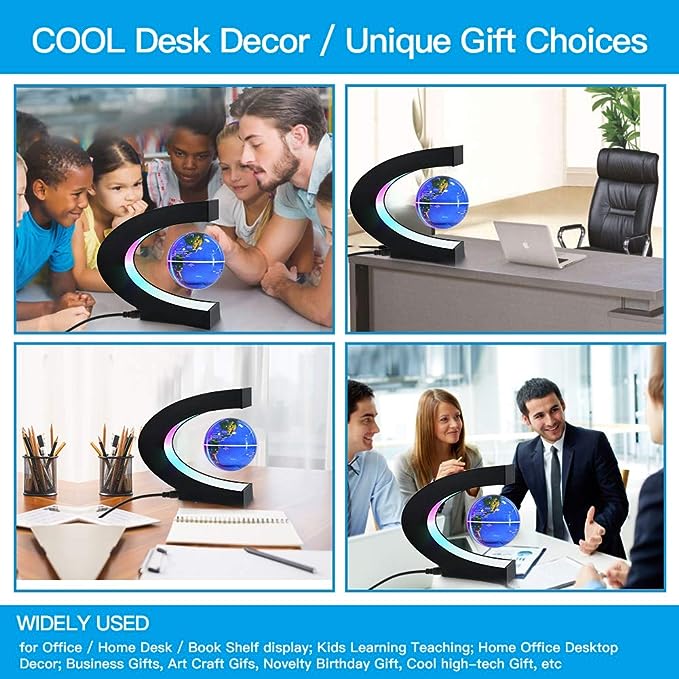 COOL Desk Decor / Unique Gift Choices
WIDELY USED
for Office / Home Desk / Book Shelf display; Kids Learning Teaching; Home Office Desktop
Decor; Business Gifts, Art Craft Gifs, Novelty Birthday Gift, Cool high-tech Gift, etc